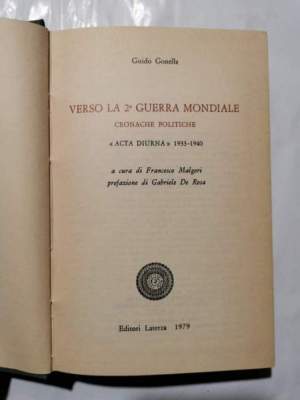 Guido Gonella
VERSO LA 2ª GUERRA MONDIALE
CRONACHE POLITICHE
« ACTA DIURNA » 1933-1940
a cura di Francesco Malgeri
prefazione di Gabriele De Rosa
Editori Laterza 1979